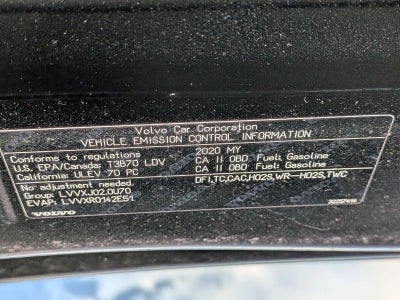 Volvo Car Corporation
VEHICLE EMISSION CONTROL INFORMATION
Conforms to regulations 2020 MY
U.S. EPA/Canada: T3B70 LDV CA II OBD Fuel: Gasoline
California: ULEV 70 PC CA II OBD Fuel: Gasoline
No adjustment needed. DFI,TC,CAC,HO2S,WR-HO2S,TWC
Group: LVVXJ02.0U70
EVAP: LVVXR0142E51
VOLVO